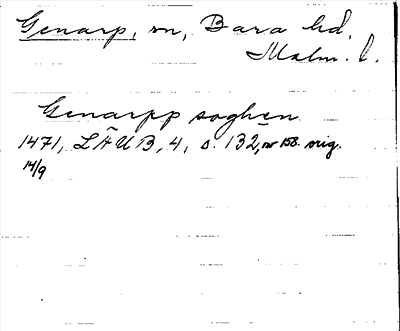 Genarp, sn, Bara hd,
Malm. l.
Genarpp soghen
1471, LÄUB, 4, s. 132, nr 158. orig.
14/9